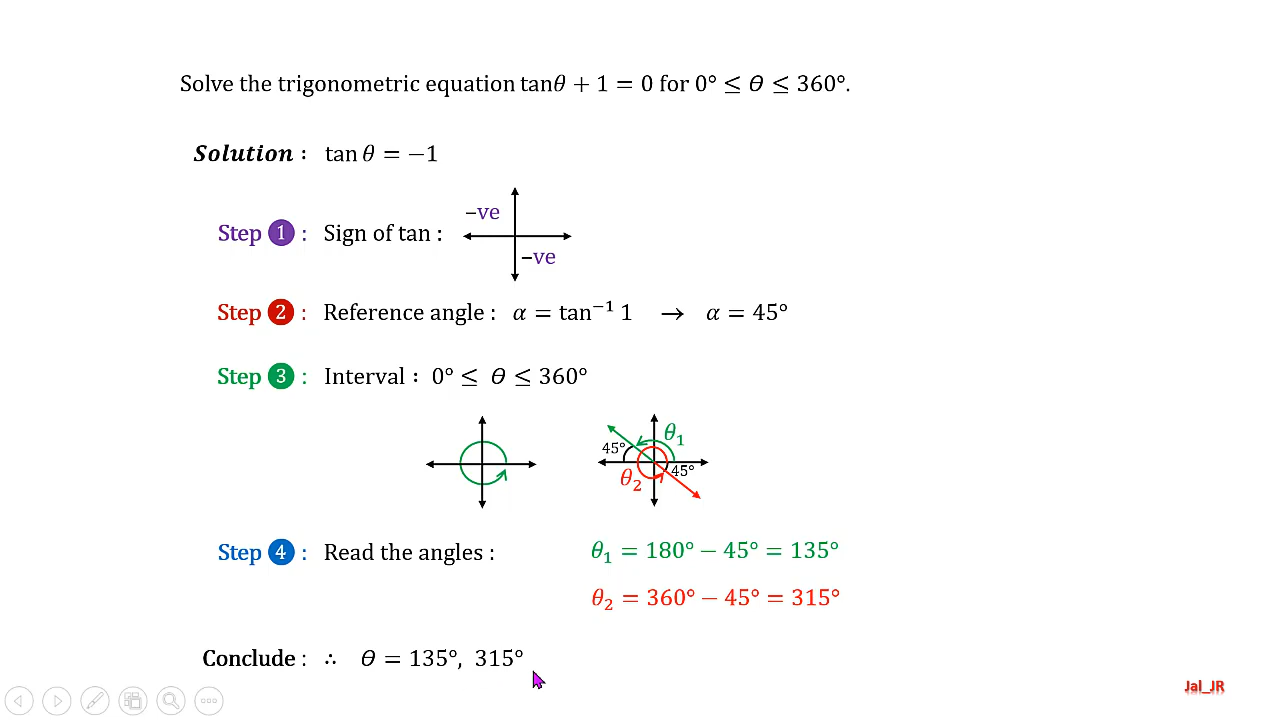 Solve the trigonometric equation tan𝜃 + 1 = 0 for 0° ≤ 𝛳 ≤ 360°.
Solution : tan 𝜃 = −1
Step 1 : Sign of tan :
–ve
–ve
Step 2 : Reference angle : 𝛼 = tan⁻¹ 1 → 𝛼 = 45°
Step 3 : Interval : 0° ≤ 𝛳 ≤ 360°
𝜃₁
45°
45°
𝜃₂
Step 4 : Read the angles : 𝜃₁ = 180° − 45° = 135°
𝜃₂ = 360° − 45° = 315°
Conclude : ∴ 𝛳 = 135°, 315°
Jal_JR